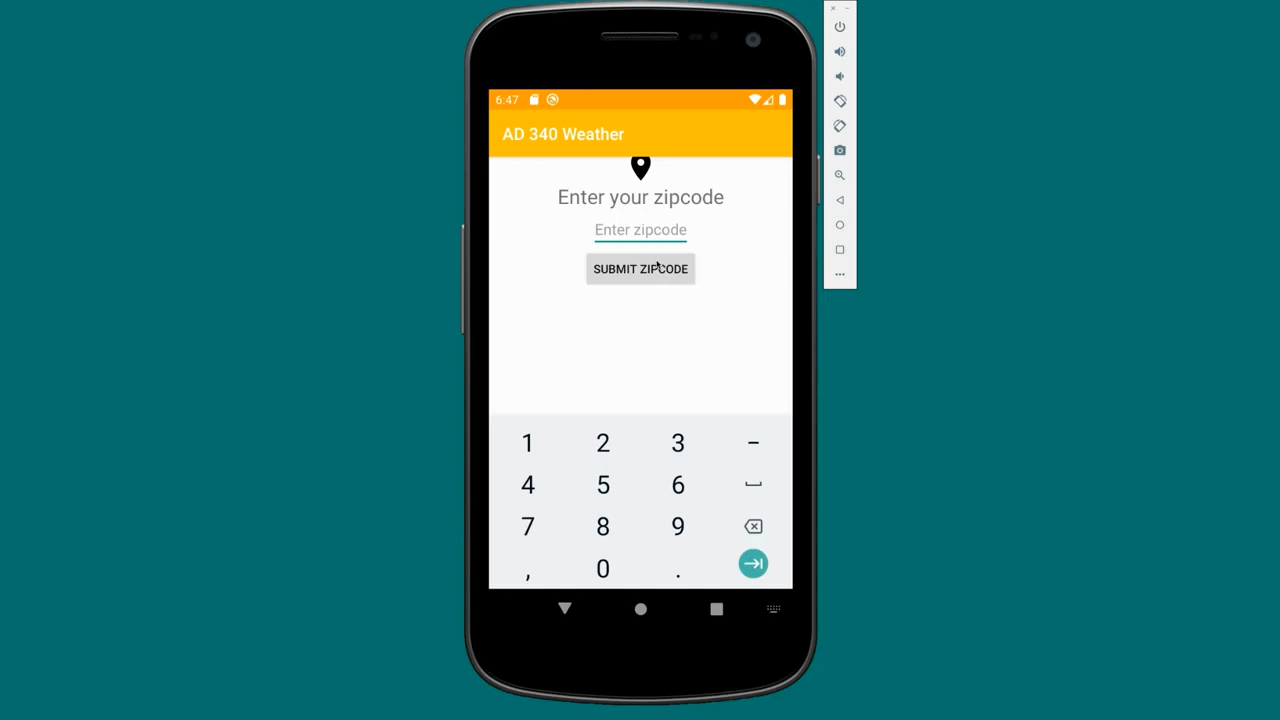 6:47
AD 340 Weather
Enter your zipcode
Enter zipcode
SUBMIT ZIPCODE
1 2 3 -
4 5 6
7 8 9
, 0 .